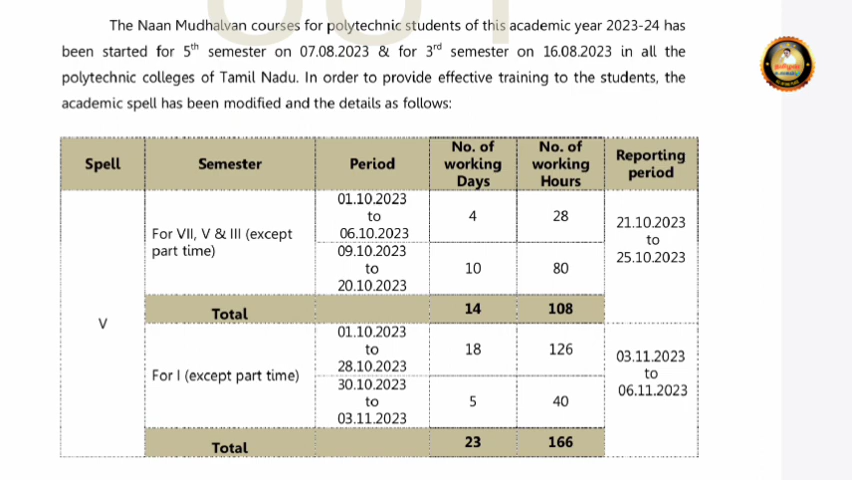 The Naan Mudhalvan courses for polytechnic students of this academic year 2023-24 has
been started for 5th semester on 07.08.2023 & for 3rd semester on 16.08.2023 in all the
polytechnic colleges of Tamil Nadu. In order to provide effective training to the students, the
academic spell has been modified and the details as follows:
Spell Semester Period No. of working Days No. of working Hours Reporting period
V
For VII, V & III (except
part time)
01.10.2023
to
06.10.2023
4 28
09.10.2023
to
20.10.2023
10 80
21.10.2023
to
25.10.2023
Total 14 108
For I (except part time)
01.10.2023
to
28.10.2023
18 126
30.10.2023
to
03.11.2023
5 40
03.11.2023
to
06.11.2023
Total 23 166